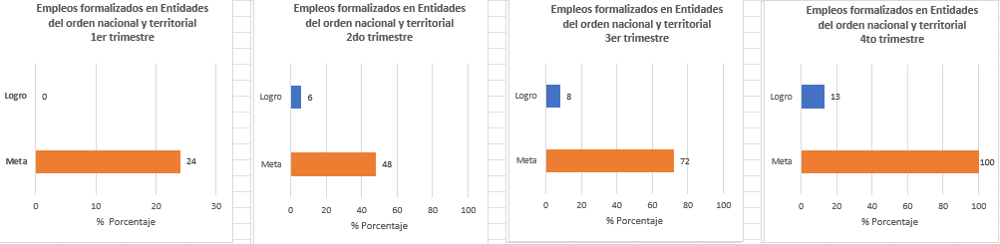 Empleos formalizados en Entidades
del orden nacional y territorial
1er trimestre
Logro
0
Meta
24
0 10 20 30
% Porcentaje
Empleos formalizados en Entidades
del orden nacional y territorial
2do trimestre
Logro
6
Meta
48
0 20 40 60 80 100
% Porcentaje
Empleos formalizados en Entidades
del orden nacional y territorial
3er trimestre
Logro
8
Meta
72
0 20 40 60 80 100
% Porcentaje
Empleos formalizados en Entidades
del orden nacional y territorial
4to trimestre
Logro
13
Meta
100
0 20 40 60 80 100
% Porcentaje